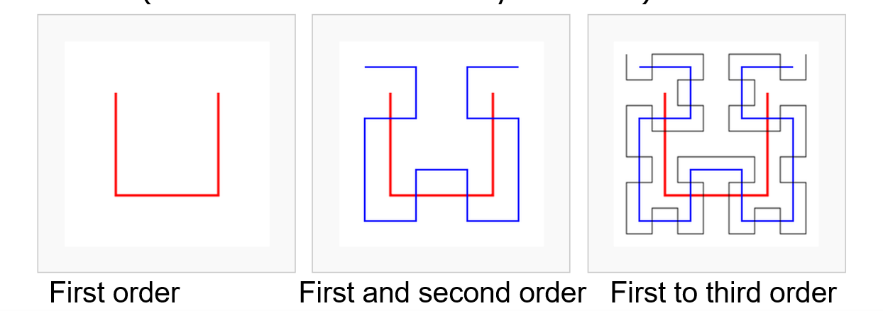 First order
First and second order
First to third order